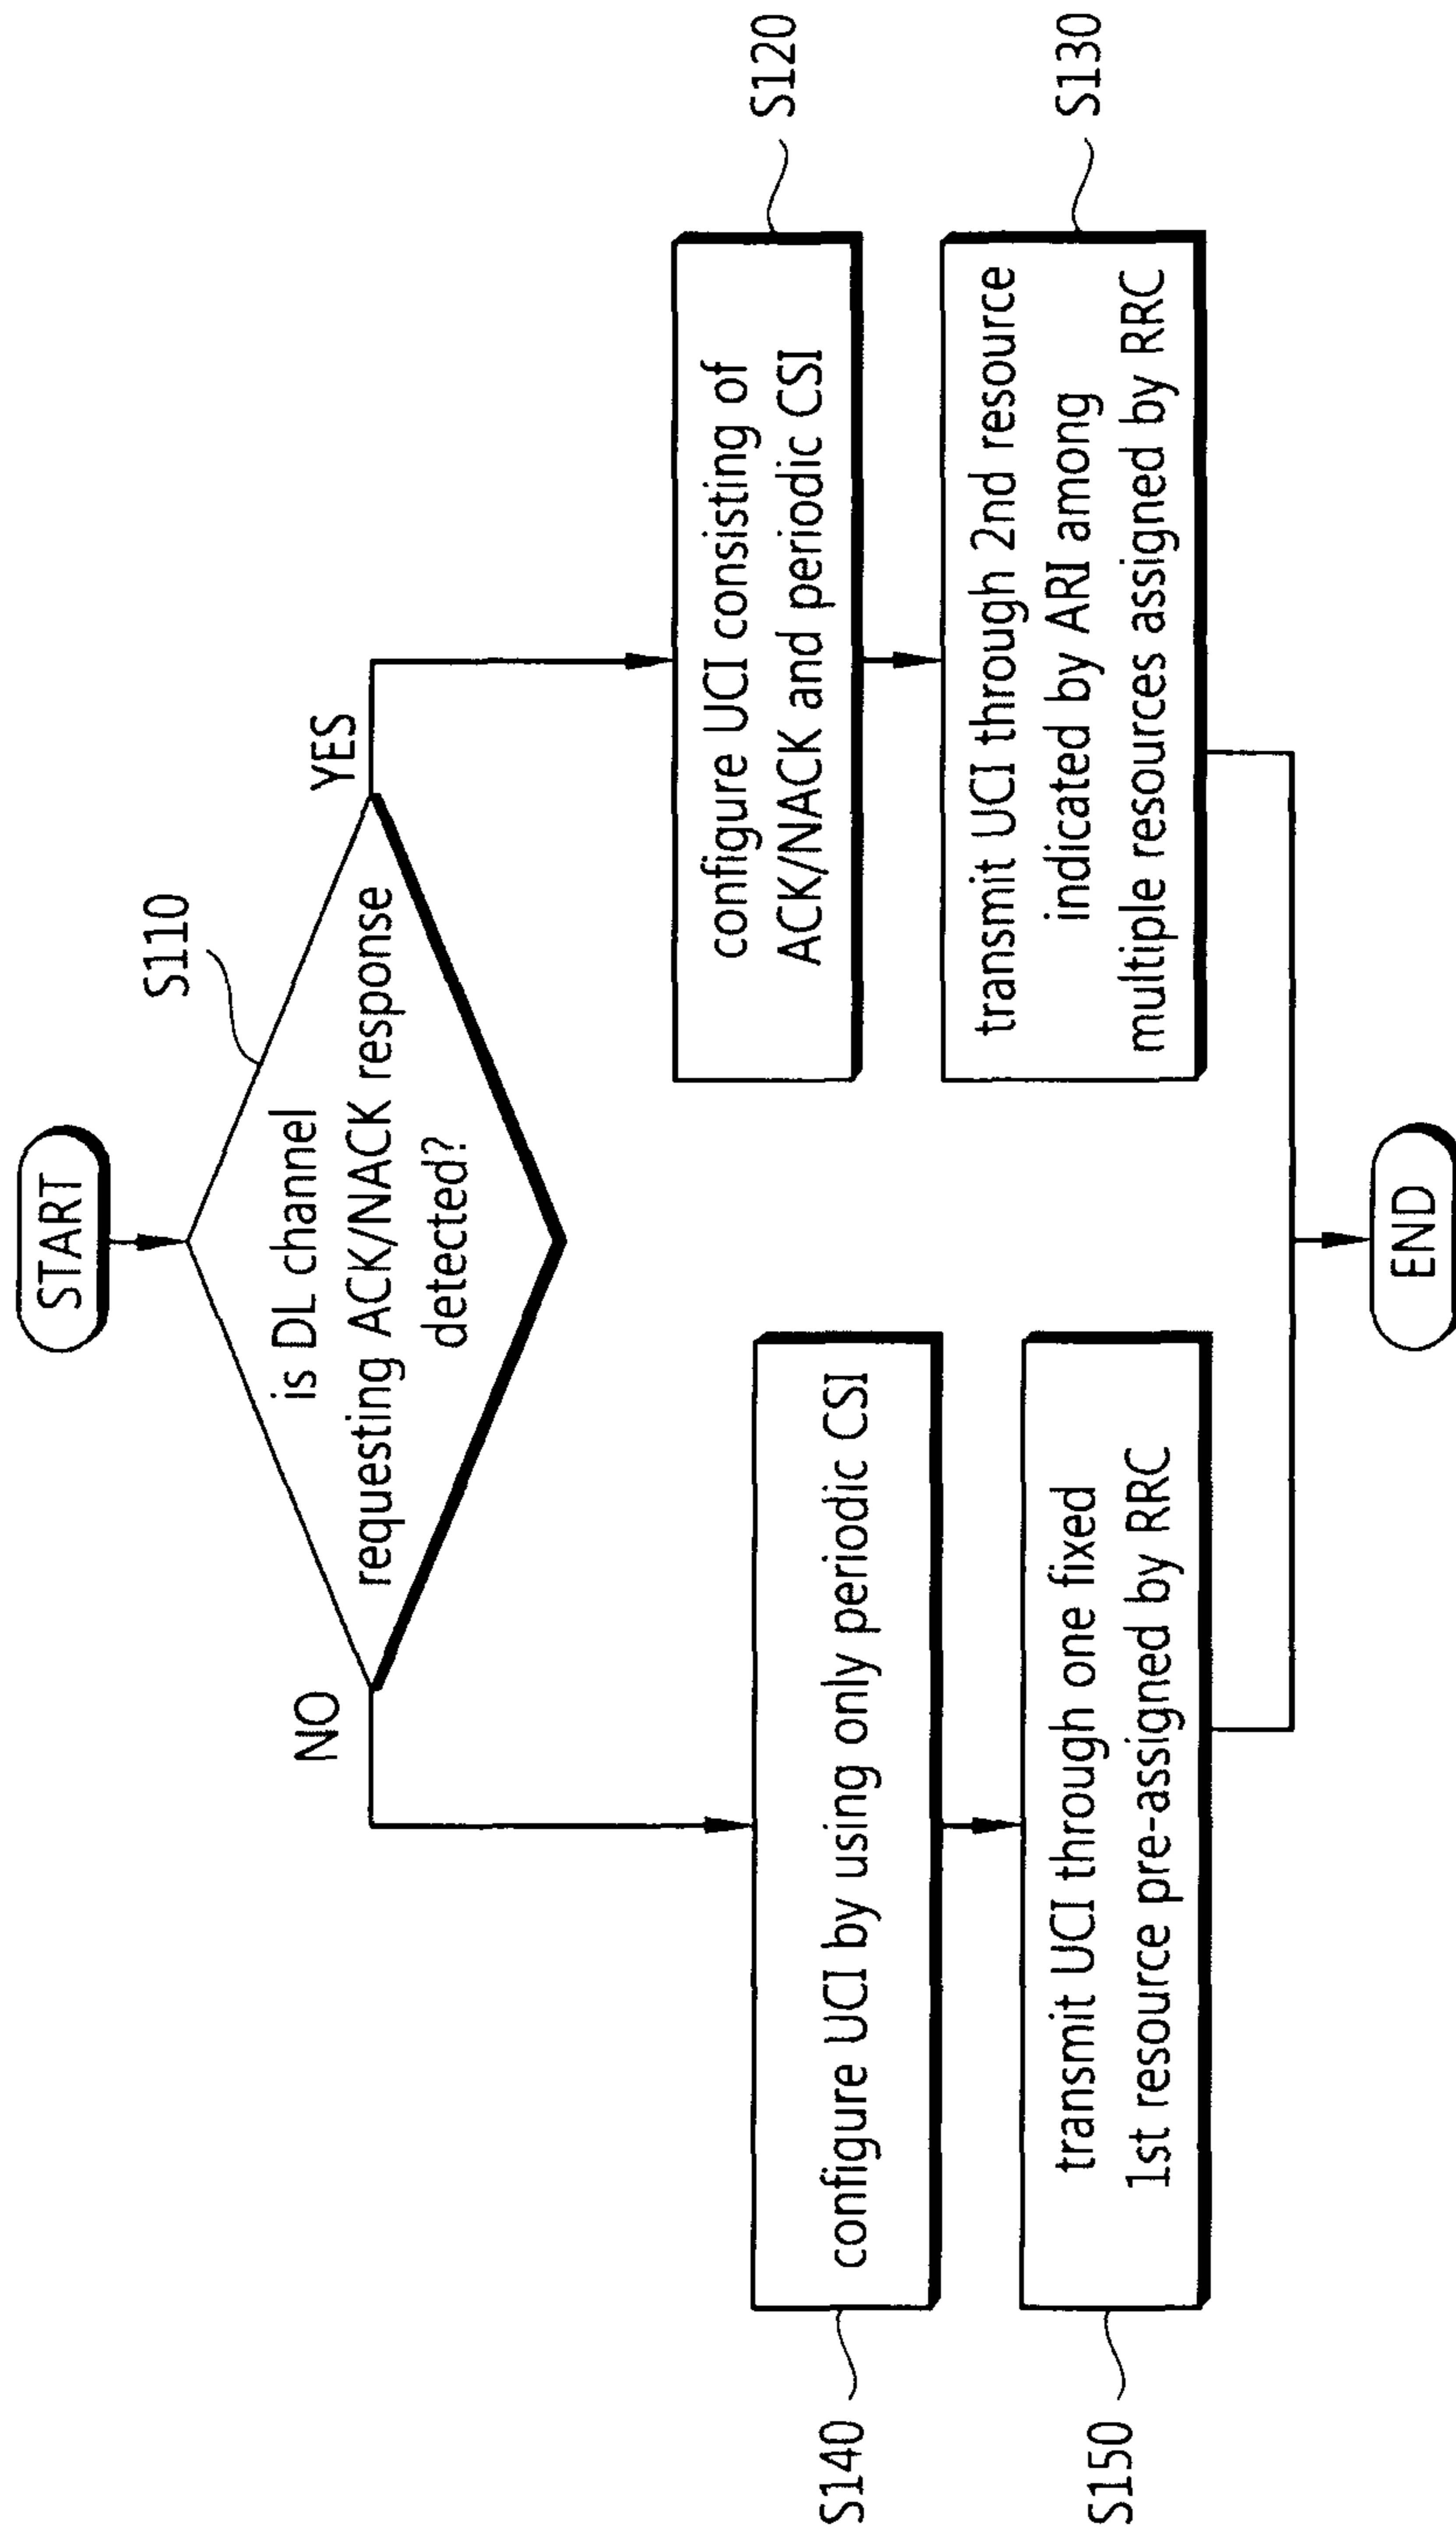 START
S110
is DL channel
requesting ACK/NACK response
detected?
NO
YES
S140
configure UCI by using only periodic CSI
configure UCI consisting of
ACK/NACK and periodic CSI
S120
S150
transmit UCI through one fixed
1st resource pre-assigned by RRC
transmit UCI through 2nd resource
indicated by ARI among
multiple resources assigned by RRC
S130
END